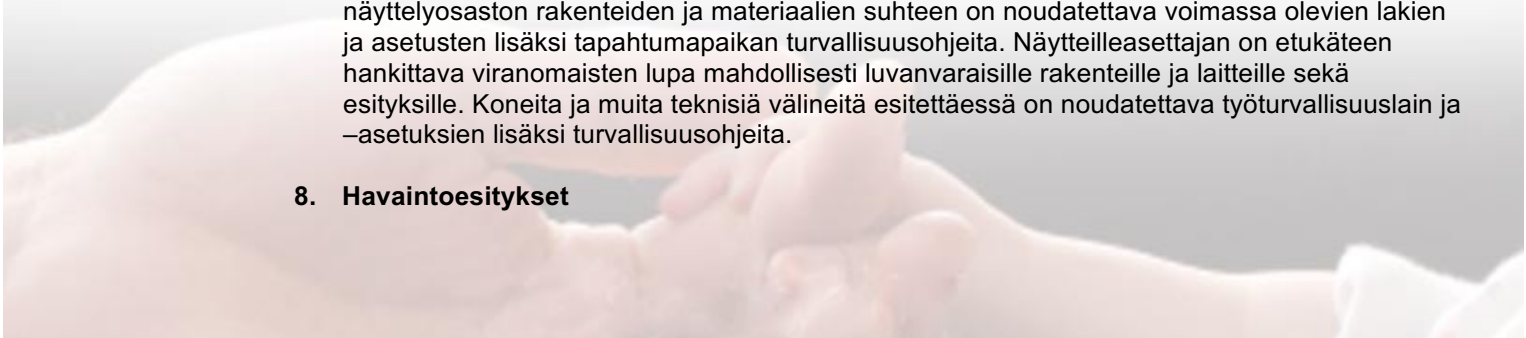 näyttelyosaston rakenteiden ja materiaalien suhteen on noudatettava voimassa olevien lakien
ja asetusten lisäksi tapahtumapaikan turvallisuusohjeita. Näytteilleasettajan on etukäteen
hankittava viranomaisten lupa mahdollisesti luvanvaraisille rakenteille ja laitteille sekä
esityksille. Koneita ja muita teknisiä välineitä esitettäessä on noudatettava työturvallisuuslain ja
–asetuksien lisäksi turvallisuusohjeita.
8. Havaintoesitykset